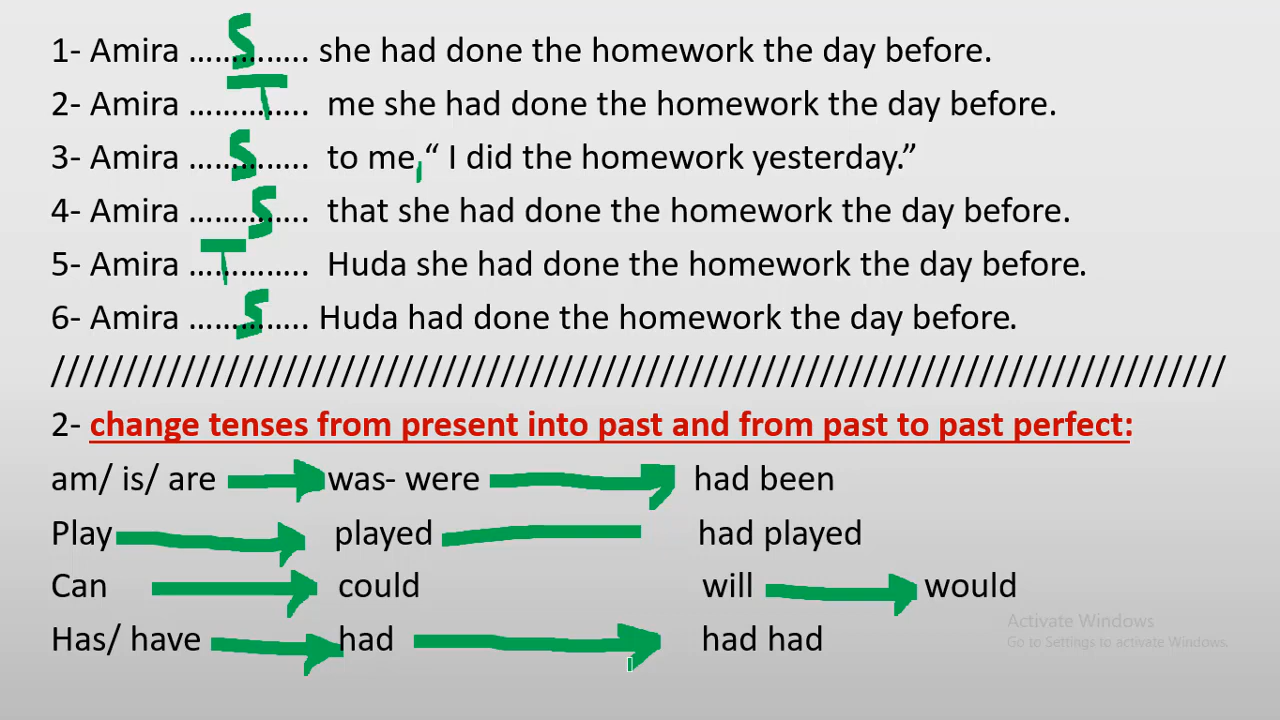 1- Amira ….S…….. she had done the homework the day before.
2- Amira ……T…….. me she had done the homework the day before.
3- Amira ….S…….. to me, “ I did the homework yesterday.”
4- Amira ………S….. that she had done the homework the day before.
5- Amira …T……….. Huda she had done the homework the day before.
6- Amira ……S…….. Huda had done the homework the day before.
/////////////////////////////////////////////////////////////////////////////////
2- change tenses from present into past and from past to past perfect:
am/ is/ are was- were had been
Play played had played
Can could will would
Has/ have had had had
Activate Windows
Go to Settings to activate Windows.